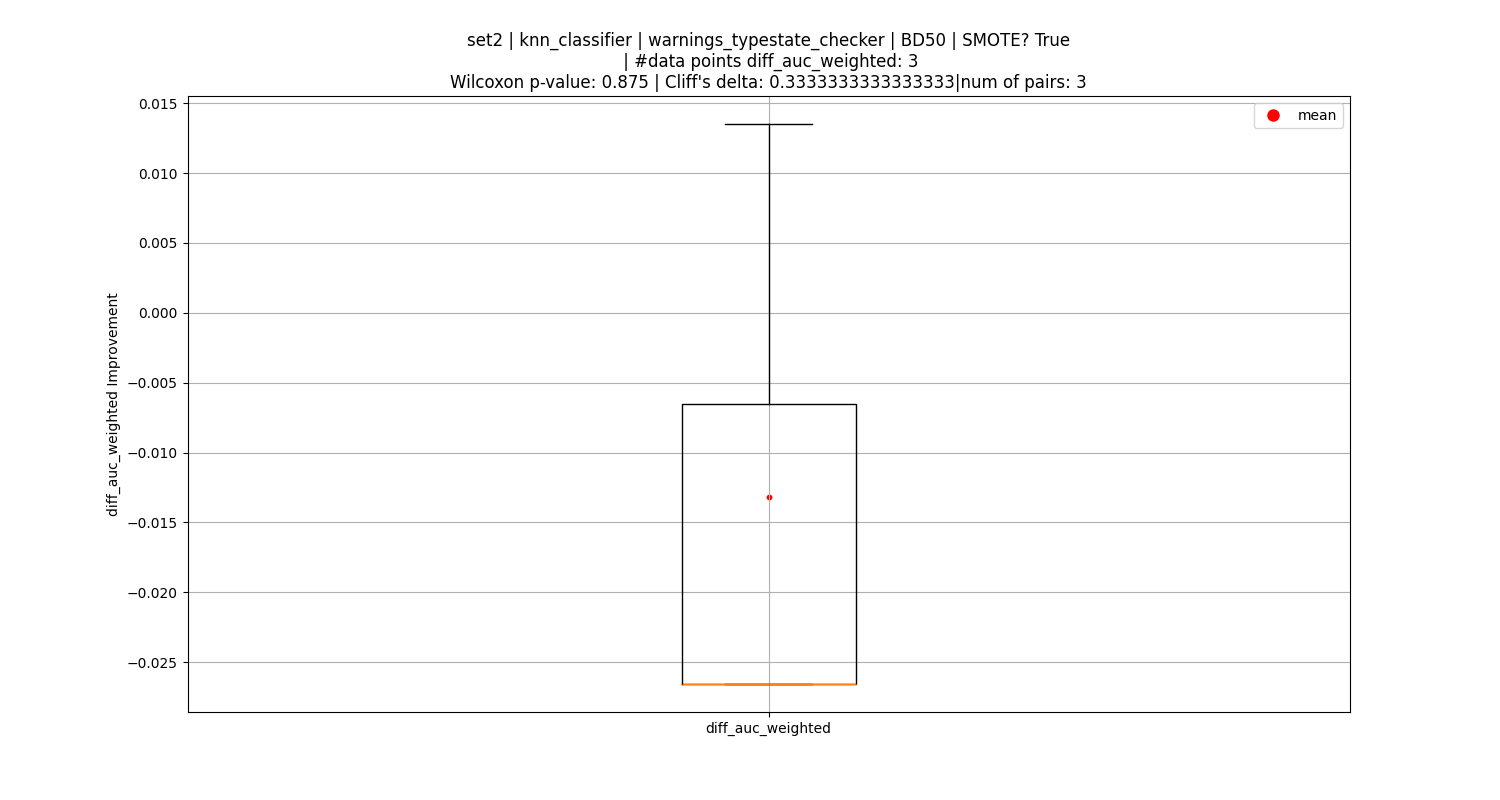 set2 | knn_classifier | warnings_typestate_checker | BD50 | SMOTE? True
| #data points diff_auc_weighted: 3
Wilcoxon p-value: 0.875 | Cliff's delta: 0.3333333333333333|num of pairs: 3
mean
0.015
0.010
0.005
0.000
−0.005
−0.010
−0.015
−0.020
−0.025
diff_auc_weighted Improvement
diff_auc_weighted